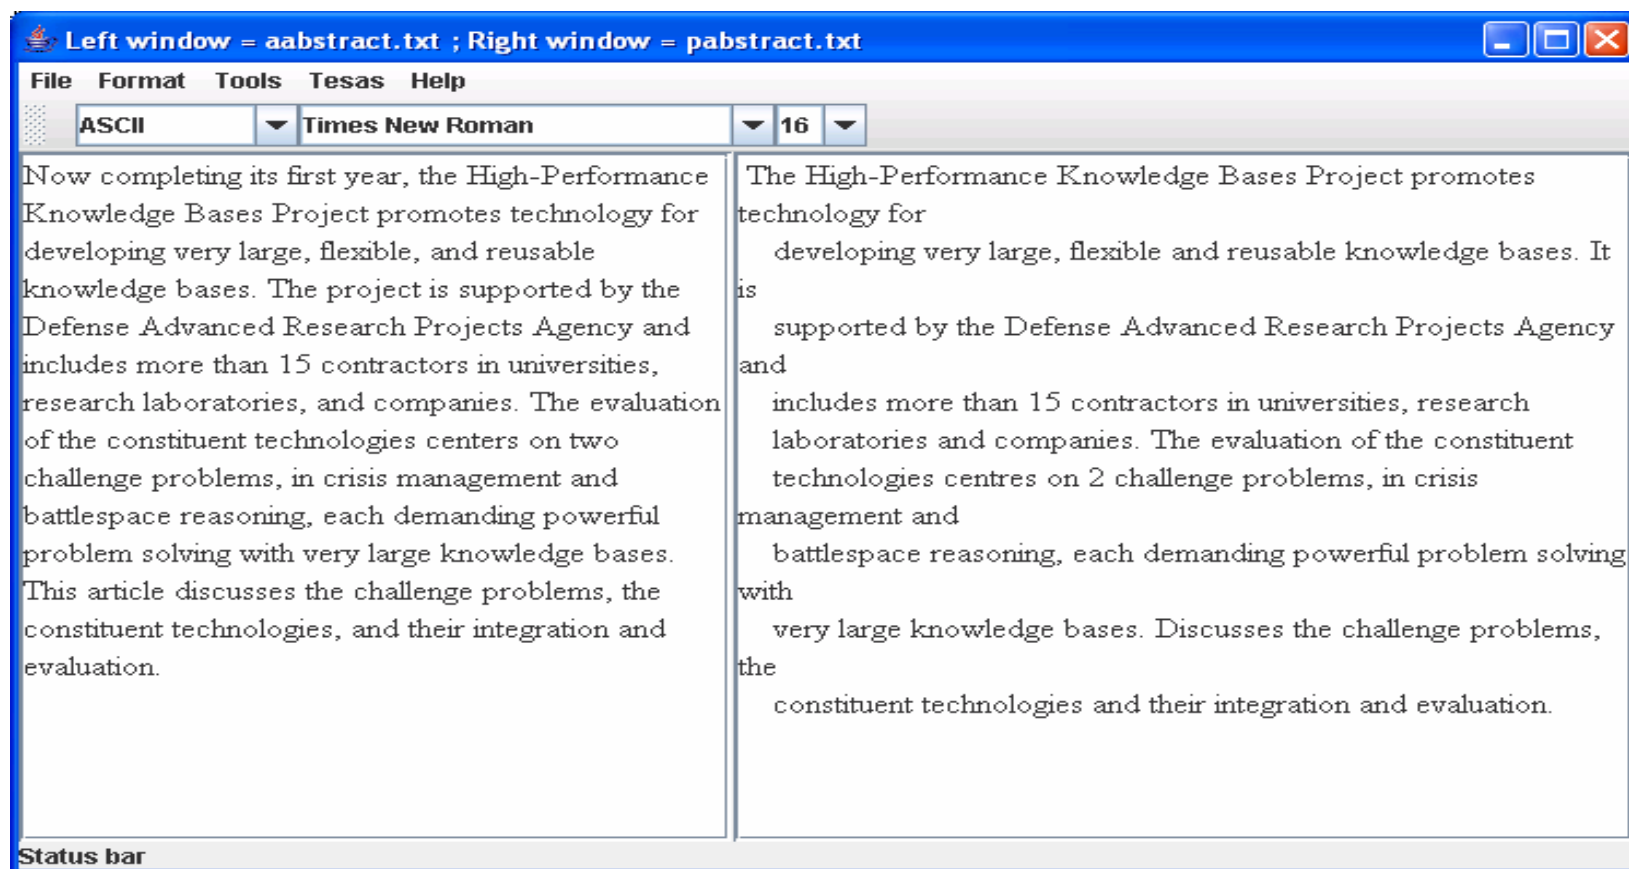 Left window = aabstract.txt ; Right window = pabstract.txt
File Format Tools Tesas Help
ASCII Times New Roman 16
Now completing its first year, the High-Performance
Knowledge Bases Project promotes technology for
developing very large, flexible, and reusable
knowledge bases. The project is supported by the
Defense Advanced Research Projects Agency and
includes more than 15 contractors in universities,
research laboratories, and companies. The evaluation
of the constituent technologies centers on two
challenge problems, in crisis management and
battlespace reasoning, each demanding powerful
problem solving with very large knowledge bases.
This article discusses the challenge problems, the
constituent technologies, and their integration and
evaluation.
The High-Performance Knowledge Bases Project promotes
technology for
developing very large, flexible and reusable knowledge bases. It
is
supported by the Defense Advanced Research Projects Agency
and
includes more than 15 contractors in universities, research
laboratories and companies. The evaluation of the constituent
technologies centres on 2 challenge problems, in crisis
management and
battlespace reasoning, each demanding powerful problem solving
with
very large knowledge bases. Discusses the challenge problems,
the
constituent technologies and their integration and evaluation.
Status bar